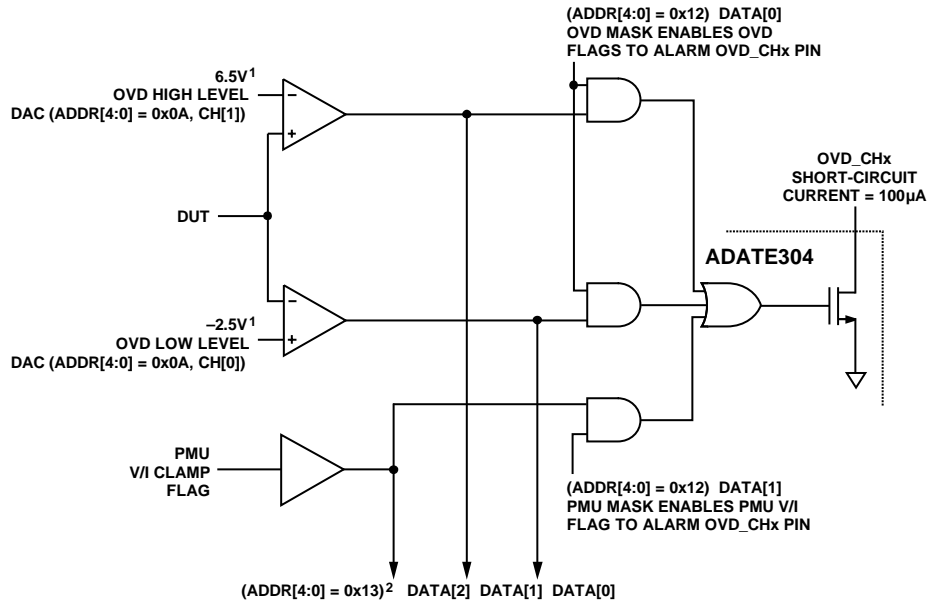 (ADDR[4:0] = 0x12) DATA[0]
OVD MASK ENABLES OVD
FLAGS TO ALARM OVD_CHx PIN
6.5V1
OVD HIGH LEVEL
DAC (ADDR[4:0] = 0x0A, CH[1])
−
+
OVD_CHx
SHORT-CIRCUIT
CURRENT = 100µA
DUT
ADATE304
−
+
–2.5V1
OVD LOW LEVEL
DAC (ADDR[4:0] = 0x0A, CH[0])
PMU
V/I CLAMP
FLAG
(ADDR[4:0] = 0x12) DATA[1]
PMU MASK ENABLES PMU V/I
FLAG TO ALARM OVD_CHx PIN
(ADDR[4:0] = 0x13)2 DATA[2] DATA[1] DATA[0]